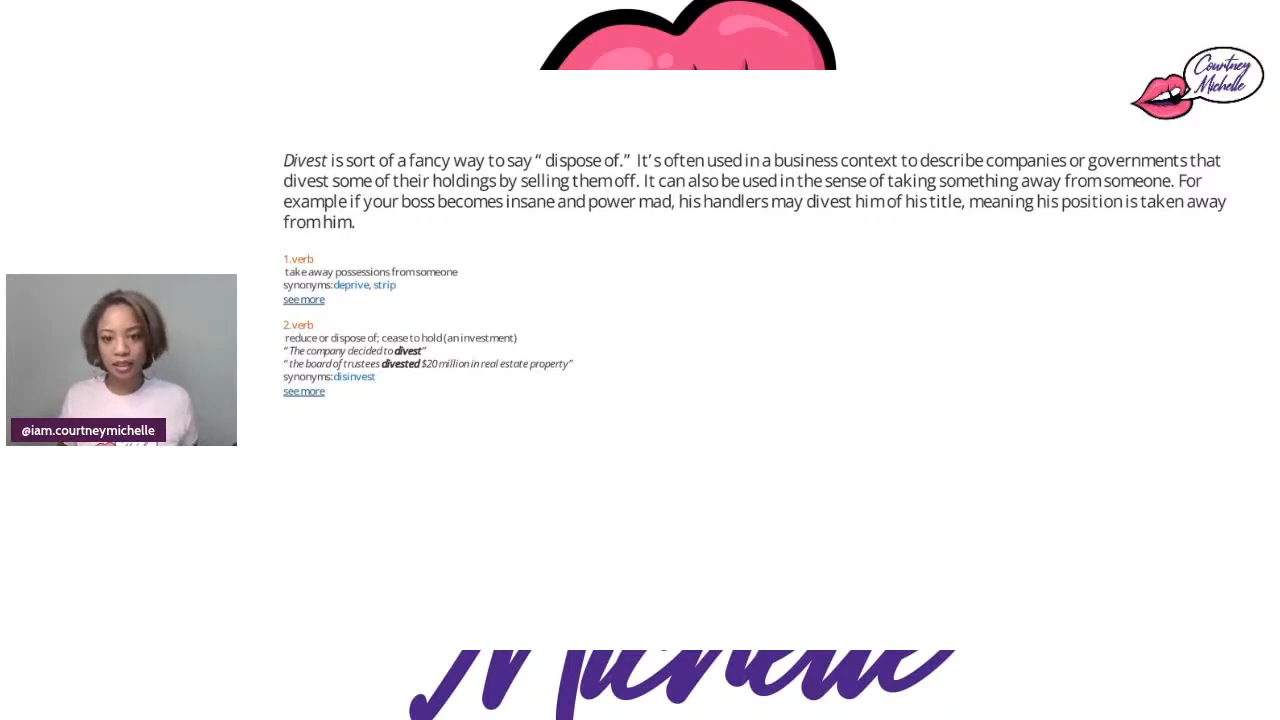 Courtney
Michelle
Divest is sort of a fancy way to say “ dispose of.” It’s often used in a business context to describe companies or governments that
divest some of their holdings by selling them off. It can also be used in the sense of taking something away from someone. For
example if your boss becomes insane and power mad, his handlers may divest him of his title, meaning his position is taken away
from him.
1.verb
take away possessions from someone
synonyms:deprive, strip
see more
2.verb
reduce or dispose of; cease to hold (an investment)
“ The company decided to divest”
“ the board of trustees divested $20 million in real estate property”
synonyms:disinvest
see more
@iam.courtneymichelle
Michelle